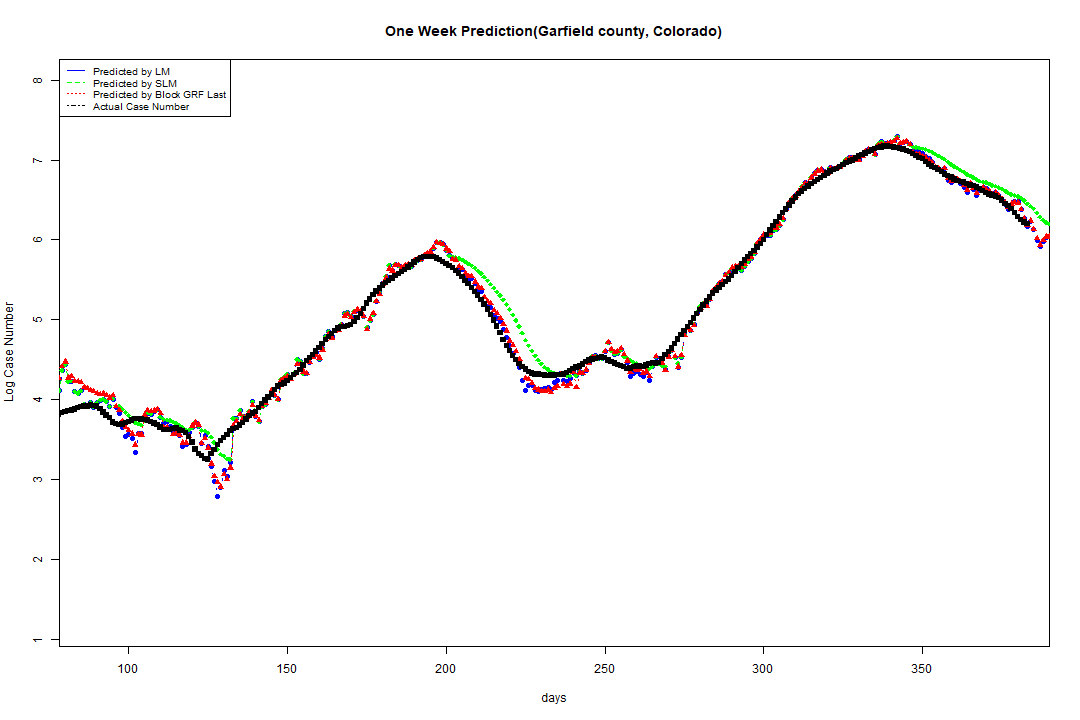 One Week Prediction(Garfield county, Colorado)
Predicted by LM
Predicted by SLM
Predicted by Block GRF Last
Actual Case Number
8
7
6
5
4
3
2
1
Log Case Number
100 150 200 250 300 350
days